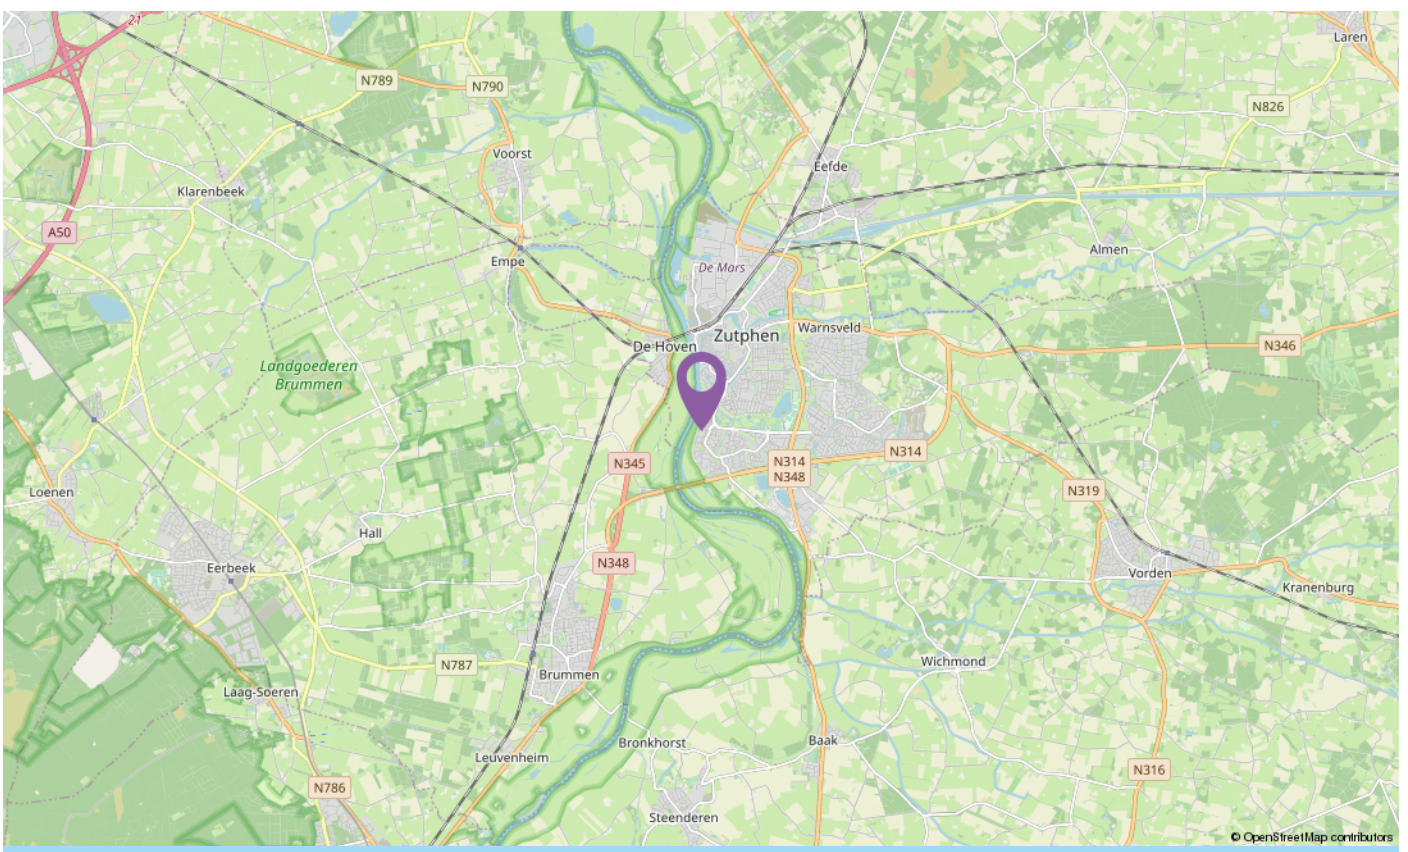 21
Laren
N789
N790
N826
Voorst
Eefde
Klarenbeek
A50
Almen
Empe
De Mars
Zutphen
Warnsveld
De Hoven
N346
Landgoederen
Brummen
N314
N345
N314
N348
N319
Loenen
Hall
N348
Eerbeek
Vorden
Kranenburg
N787
Wichmond
Brummen
Laag-Soeren
Bronkhorst
Baak
Leuvenheim
N316
N786
Steenderen
© OpenStreetMap contributors